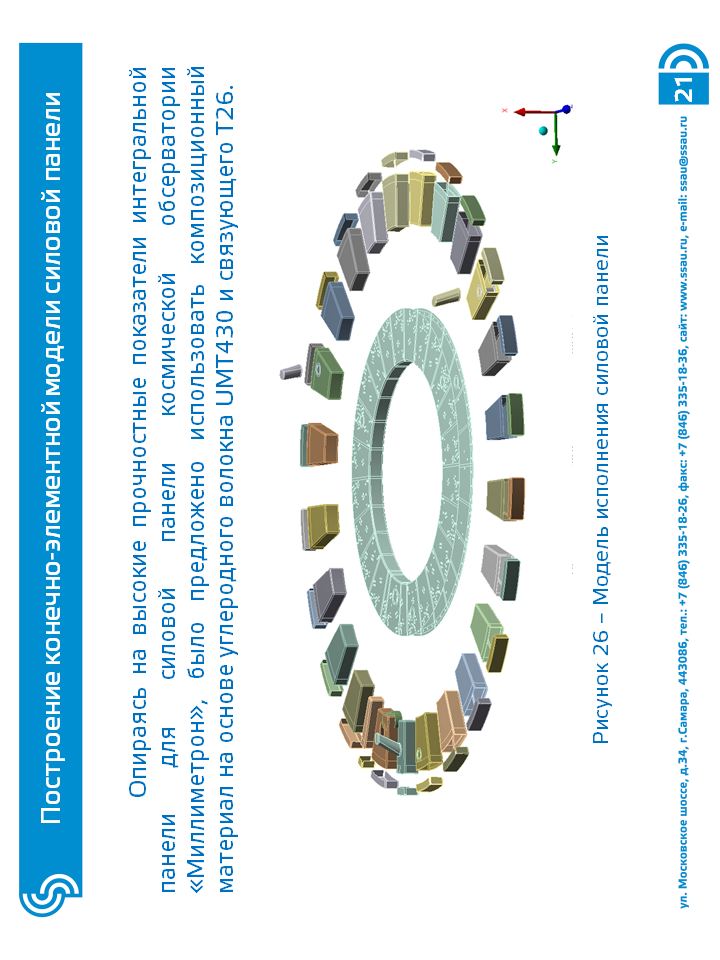 Построение конечно-элементной модели силовой панели
Опираясь на высокие прочностные показатели интегральной
панели для силовой панели космической обсерватории
«Миллиметрон», было предложено использовать композиционный
материал на основе углеродного волокна UMT430 и связующего Т26.
X
Y
Z
Рисунок 26 – Модель исполнения силовой панели
ул. Московское шоссе, д.34, г.Самара, 443086, тел.: +7 (846) 335-18-26, факс: +7 (846) 335-18-36, сайт: www.ssau.ru, e-mail: ssau@ssau.ru
21